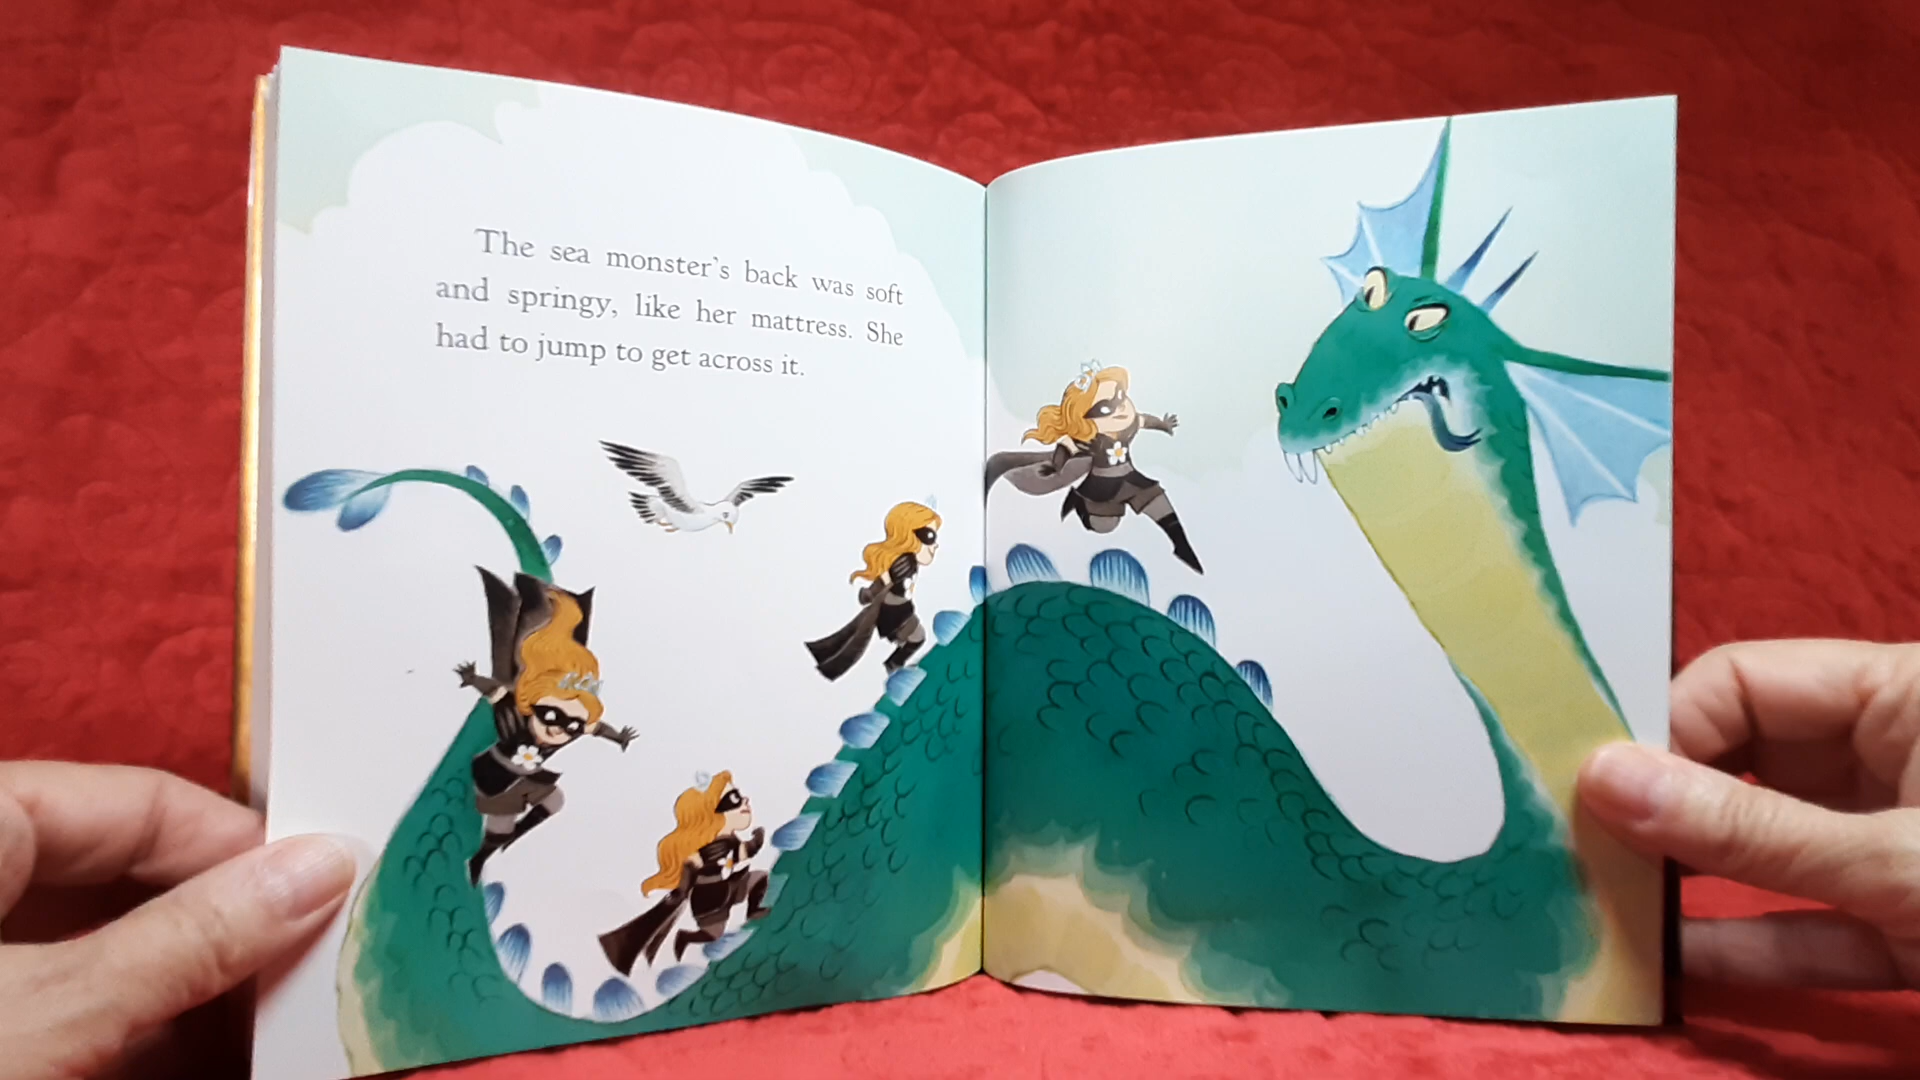 The sea monster's back was soft
and springy, like her mattress. She
had to jump to get across it.